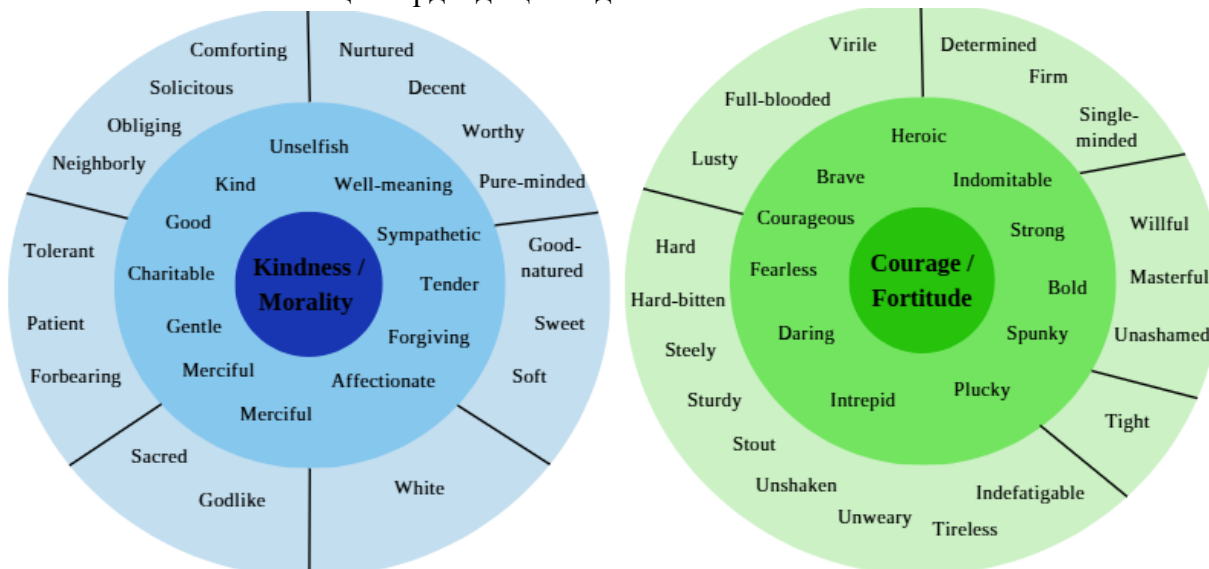 Comforting
Solicitous
Obliging
Neighborly
Nurtured
Decent
Worthy
Pure-minded
Tolerant
Patient
Forbearing
Good-
natured
Sweet
Soft
Sacred
Godlike
White
Unselfish
Kind
Well-meaning
Good
Sympathetic
Charitable
Tender
Gentle
Forgiving
Merciful
Affectionate
Merciful
Kindness /
Morality
Virile
Full-blooded
Lusty
Determined
Firm
Single-
minded
Willful
Masterful
Unashamed
Tight
Hard
Hard-bitten
Steely
Sturdy
Stout
Unshaken
Unweary
Tireless
Indefatigable
Heroic
Brave
Indomitable
Courageous
Strong
Fearless
Bold
Daring
Spunky
Intrepid
Plucky
Courage /
Fortitude